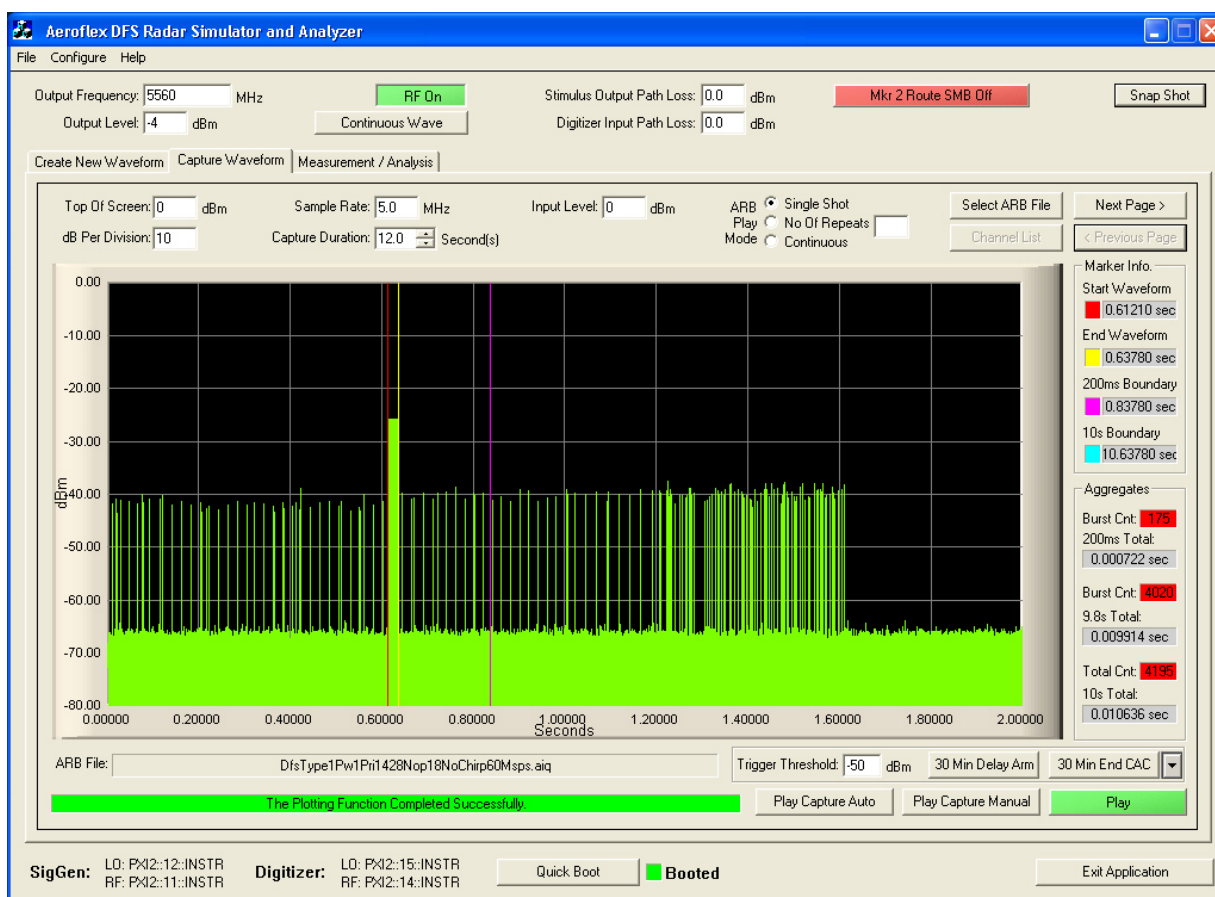 Aeroflex DFS Radar Simulator and Analyzer
File Configure Help
Output Frequency: 5560 MHz RF On Stimulus Output Path Loss: 0.0 dBm Mkr 2 Route SMB Off Snap Shot
Output Level: -4 dBm Continuous Wave Digitizer Input Path Loss: 0.0 dBm
Create New Waveform Capture Waveform Measurement / Analysis
Top Of Screen: 0 dBm Sample Rate: 5.0 MHz Input Level: 0 dBm ARB Play Mode Single Shot Select ARB File Next Page >
No Of Repeats
dB Per Division: 10 Capture Duration: 12.0 Second(s) Continuous Channel List < Previous Page
0.00
-10.00
-20.00
-30.00
-40.00
-50.00
-60.00
-70.00
-80.00
dBm
0.00000 0.20000 0.40000 0.60000 0.80000 1.00000 1.20000 1.40000 1.60000 1.80000 2.00000
Seconds
Marker Info.
Start Waveform
0.61210 sec
End Waveform
0.63780 sec
200ms Boundary
0.83780 sec
10s Boundary
10.63780 sec
Aggregates
Burst Cnt: 175
200ms Total:
0.000722 sec
Burst Cnt: 4020
9.8s Total:
0.009914 sec
Total Cnt: 4195
10s Total:
0.010636 sec
ARB File: DfsType1Pw1Pri1428Nop18NoChirp60Msps.aiq Trigger Threshold: -50 dBm 30 Min Delay Arm 30 Min End CAC
The Plotting Function Completed Successfully. Play Capture Auto Play Capture Manual Play
SigGen: LO: PXI2::12::INSTR Digitizer: LO: PXI2::15::INSTR Quick Boot Booted Exit Application
RF: PXI2::11::INSTR RF: PXI2::14::INSTR